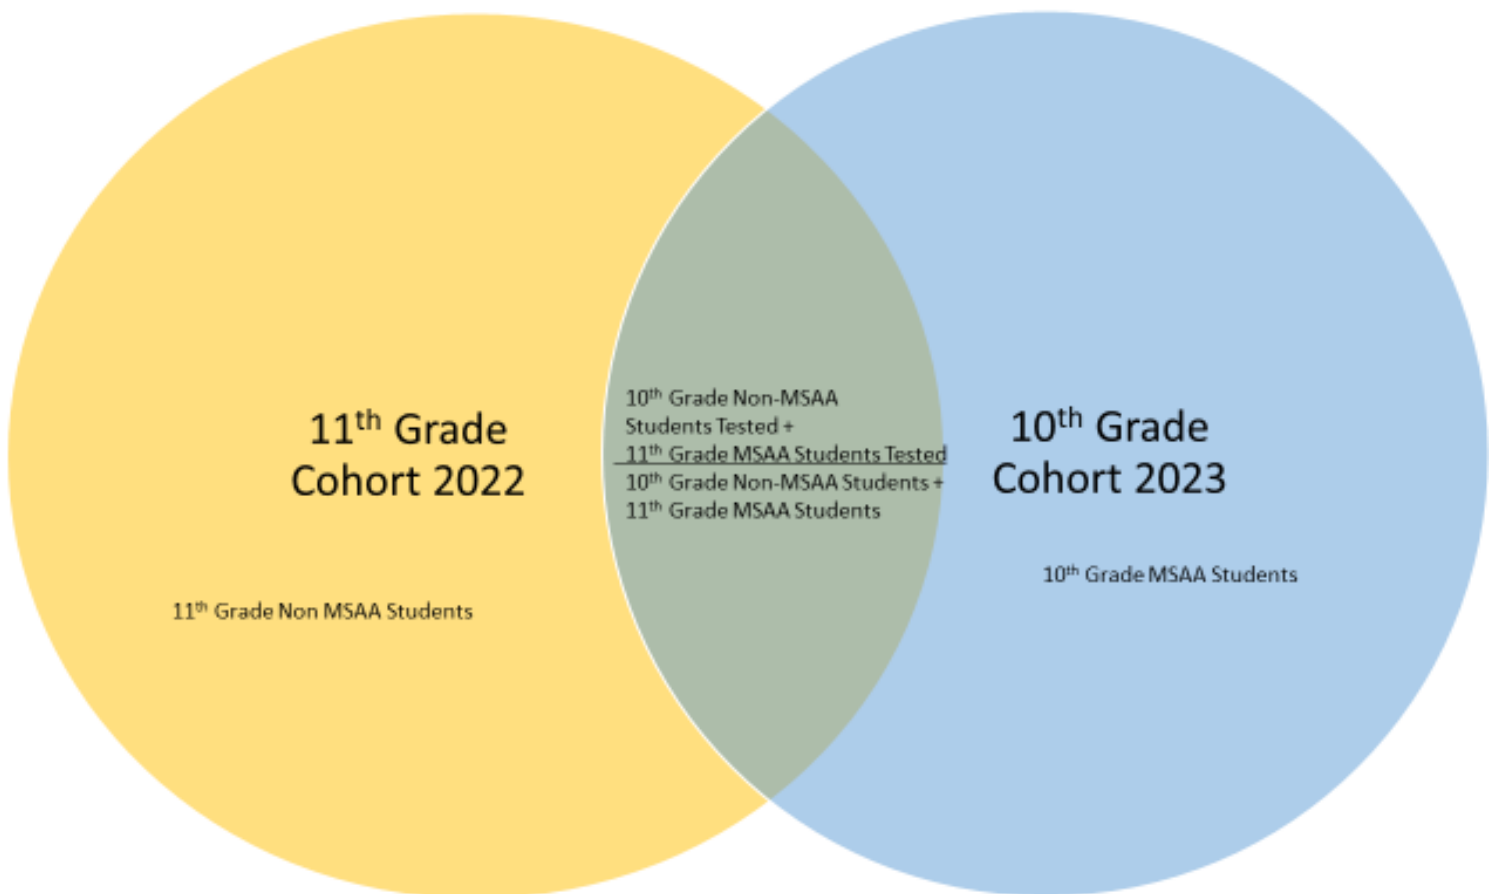 11th Grade
Cohort 2022
11th Grade Non MSAA Students
10th Grade Non-MSAA
Students Tested +
11th Grade MSAA Students Tested
10th Grade Non-MSAA Students +
11th Grade MSAA Students
10th Grade
Cohort 2023
10th Grade MSAA Students